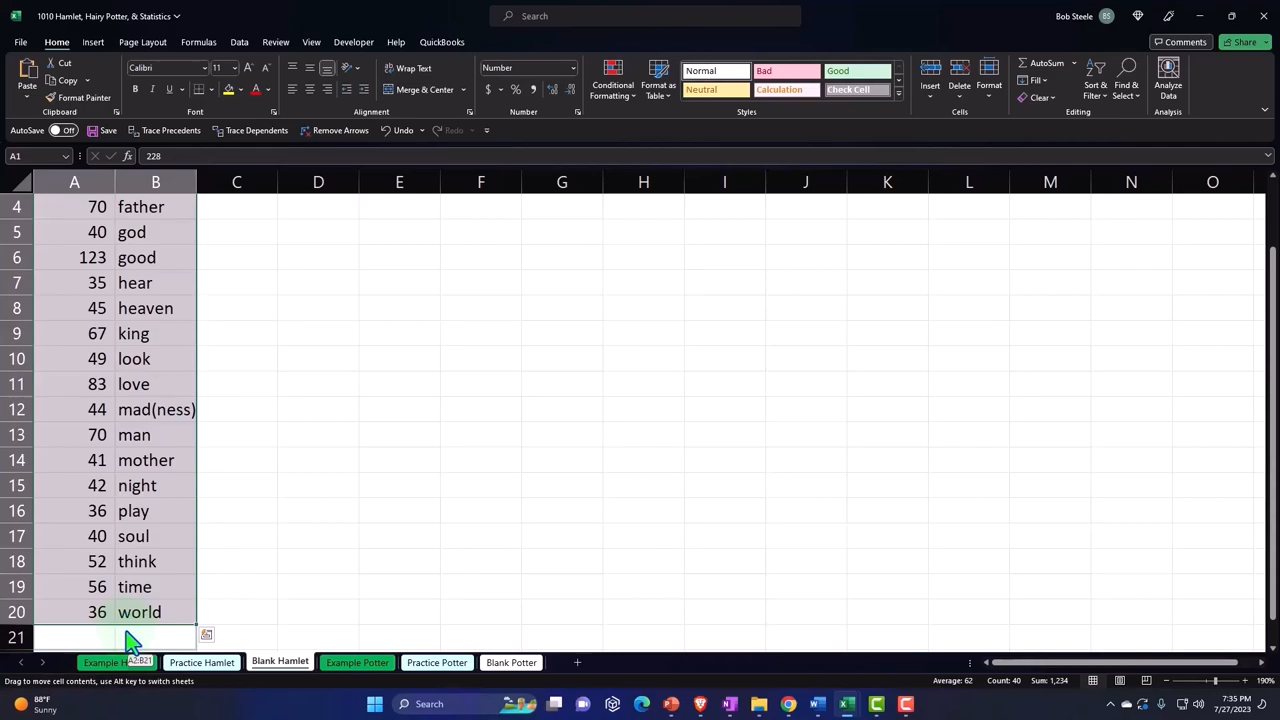 1010 Hamlet, Hairy Potter, & Statistics
Search
Bob Steele
BS
File Home Insert Page Layout Formulas Data Review View Developer Help QuickBooks
Comments
Share
Paste
Cut
Copy
Format Painter
Clipboard
Calibri
11
Font
Wrap Text
Merge & Center
Alignment
Number
Number
Conditional Formatting
Format as Table
Normal Bad Good
Neutral Calculation Check Cell
Styles
Insert Delete Format
Cells
AutoSum
Fill
Clear
Sort & Filter
Find & Select
Editing
Analyze Data
Analysis
AutoSave Off Save Trace Precedents Trace Dependents Remove Arrows Undo Redo
A1 228
A B C D E F G H I J K L M N O
4 70 father
5 40 god
6 123 good
7 35 hear
8 45 heaven
9 67 king
10 49 look
11 83 love
12 44 mad(ness)
13 70 man
14 41 mother
15 42 night
16 36 play
17 40 soul
18 52 think
19 56 time
20 36 world
21
A2:B21
Example H Practice Hamlet Blank Hamlet Example Potter Practice Potter Blank Potter
Drag to move cell contents, use Alt key to switch sheets
Average: 62 Count: 40 Sum: 1,234
190%
88°F
Sunny
Search
7:35 PM
7/27/2023